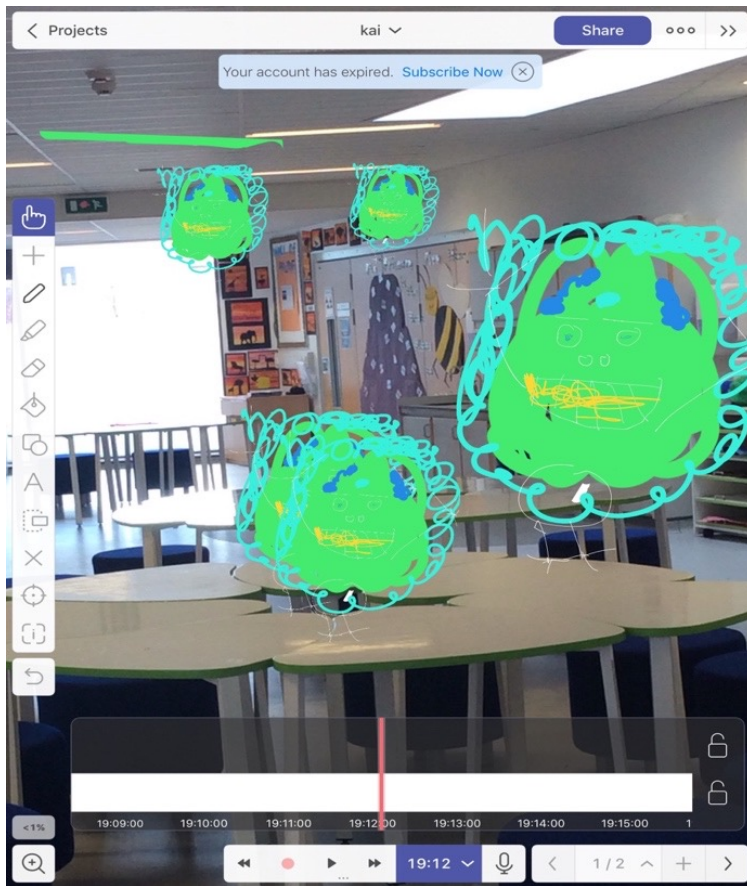 Projects
kai
Share
Your account has expired. Subscribe Now
A
<1%
19:09:00 19:10:00 19:11:00 19:12:00 19:13:00 19:14:00 19:15:00 1
19:12
1 / 2